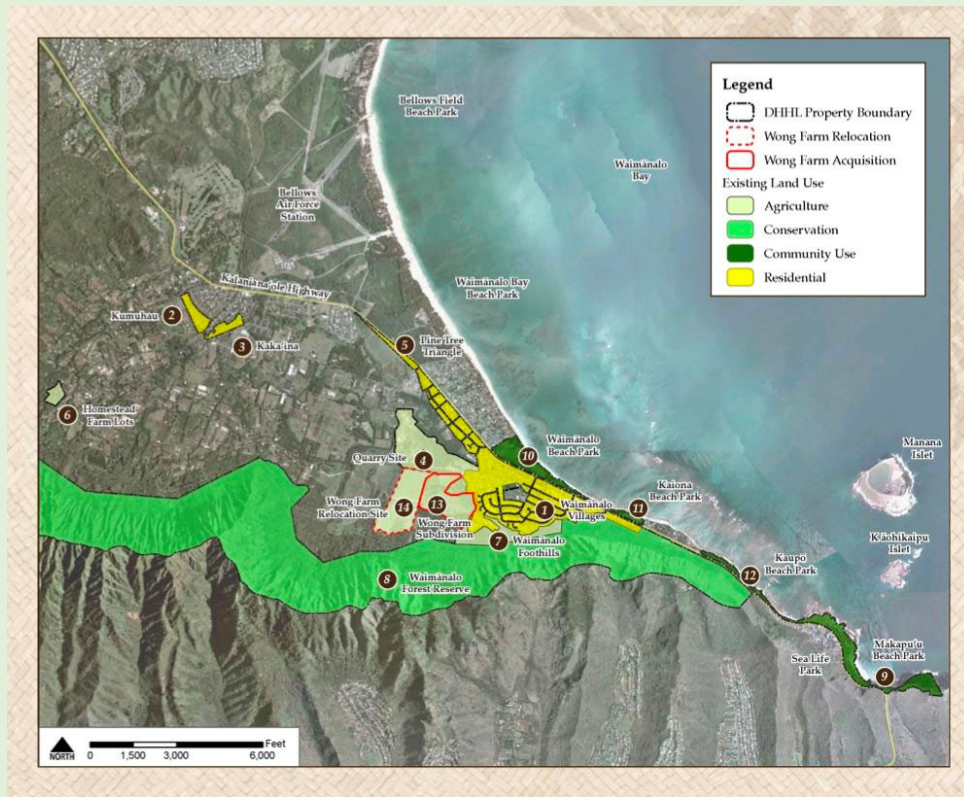 Bellows Field
Beach Park
Waimānalo
Bay
Legend
DHHL Property Boundary
Wong Farm Relocation
Wong Farm Acquisition
Existing Land Use
Agriculture
Conservation
Community Use
Residential
Bellows
Air Force
Station
Kalaniana'ole Highway
Waimānalo Bay
Beach Park
2
Kumuhau
3
Kaka'ina
5
Pine Tree
Triangle
6
Homestead
Farm Lots
Quarry Site
4
10
Waimānalo
Beach Park
Manana
Islet
Kaiona
Beach Park
11
Wong Farm
Relocation Site
14
13
Wong Farm
Subdivision
1
Waimānalo
Villages
7
Waimānalo
Foothills
Kāohikaipu
Islet
8
Waimānalo
Forest Reserve
Kaupō
Beach Park
12
Sea Life
Park
Makapu'u
Beach Park
9
NORTH
Feet
0 1,500 3,000 6,000